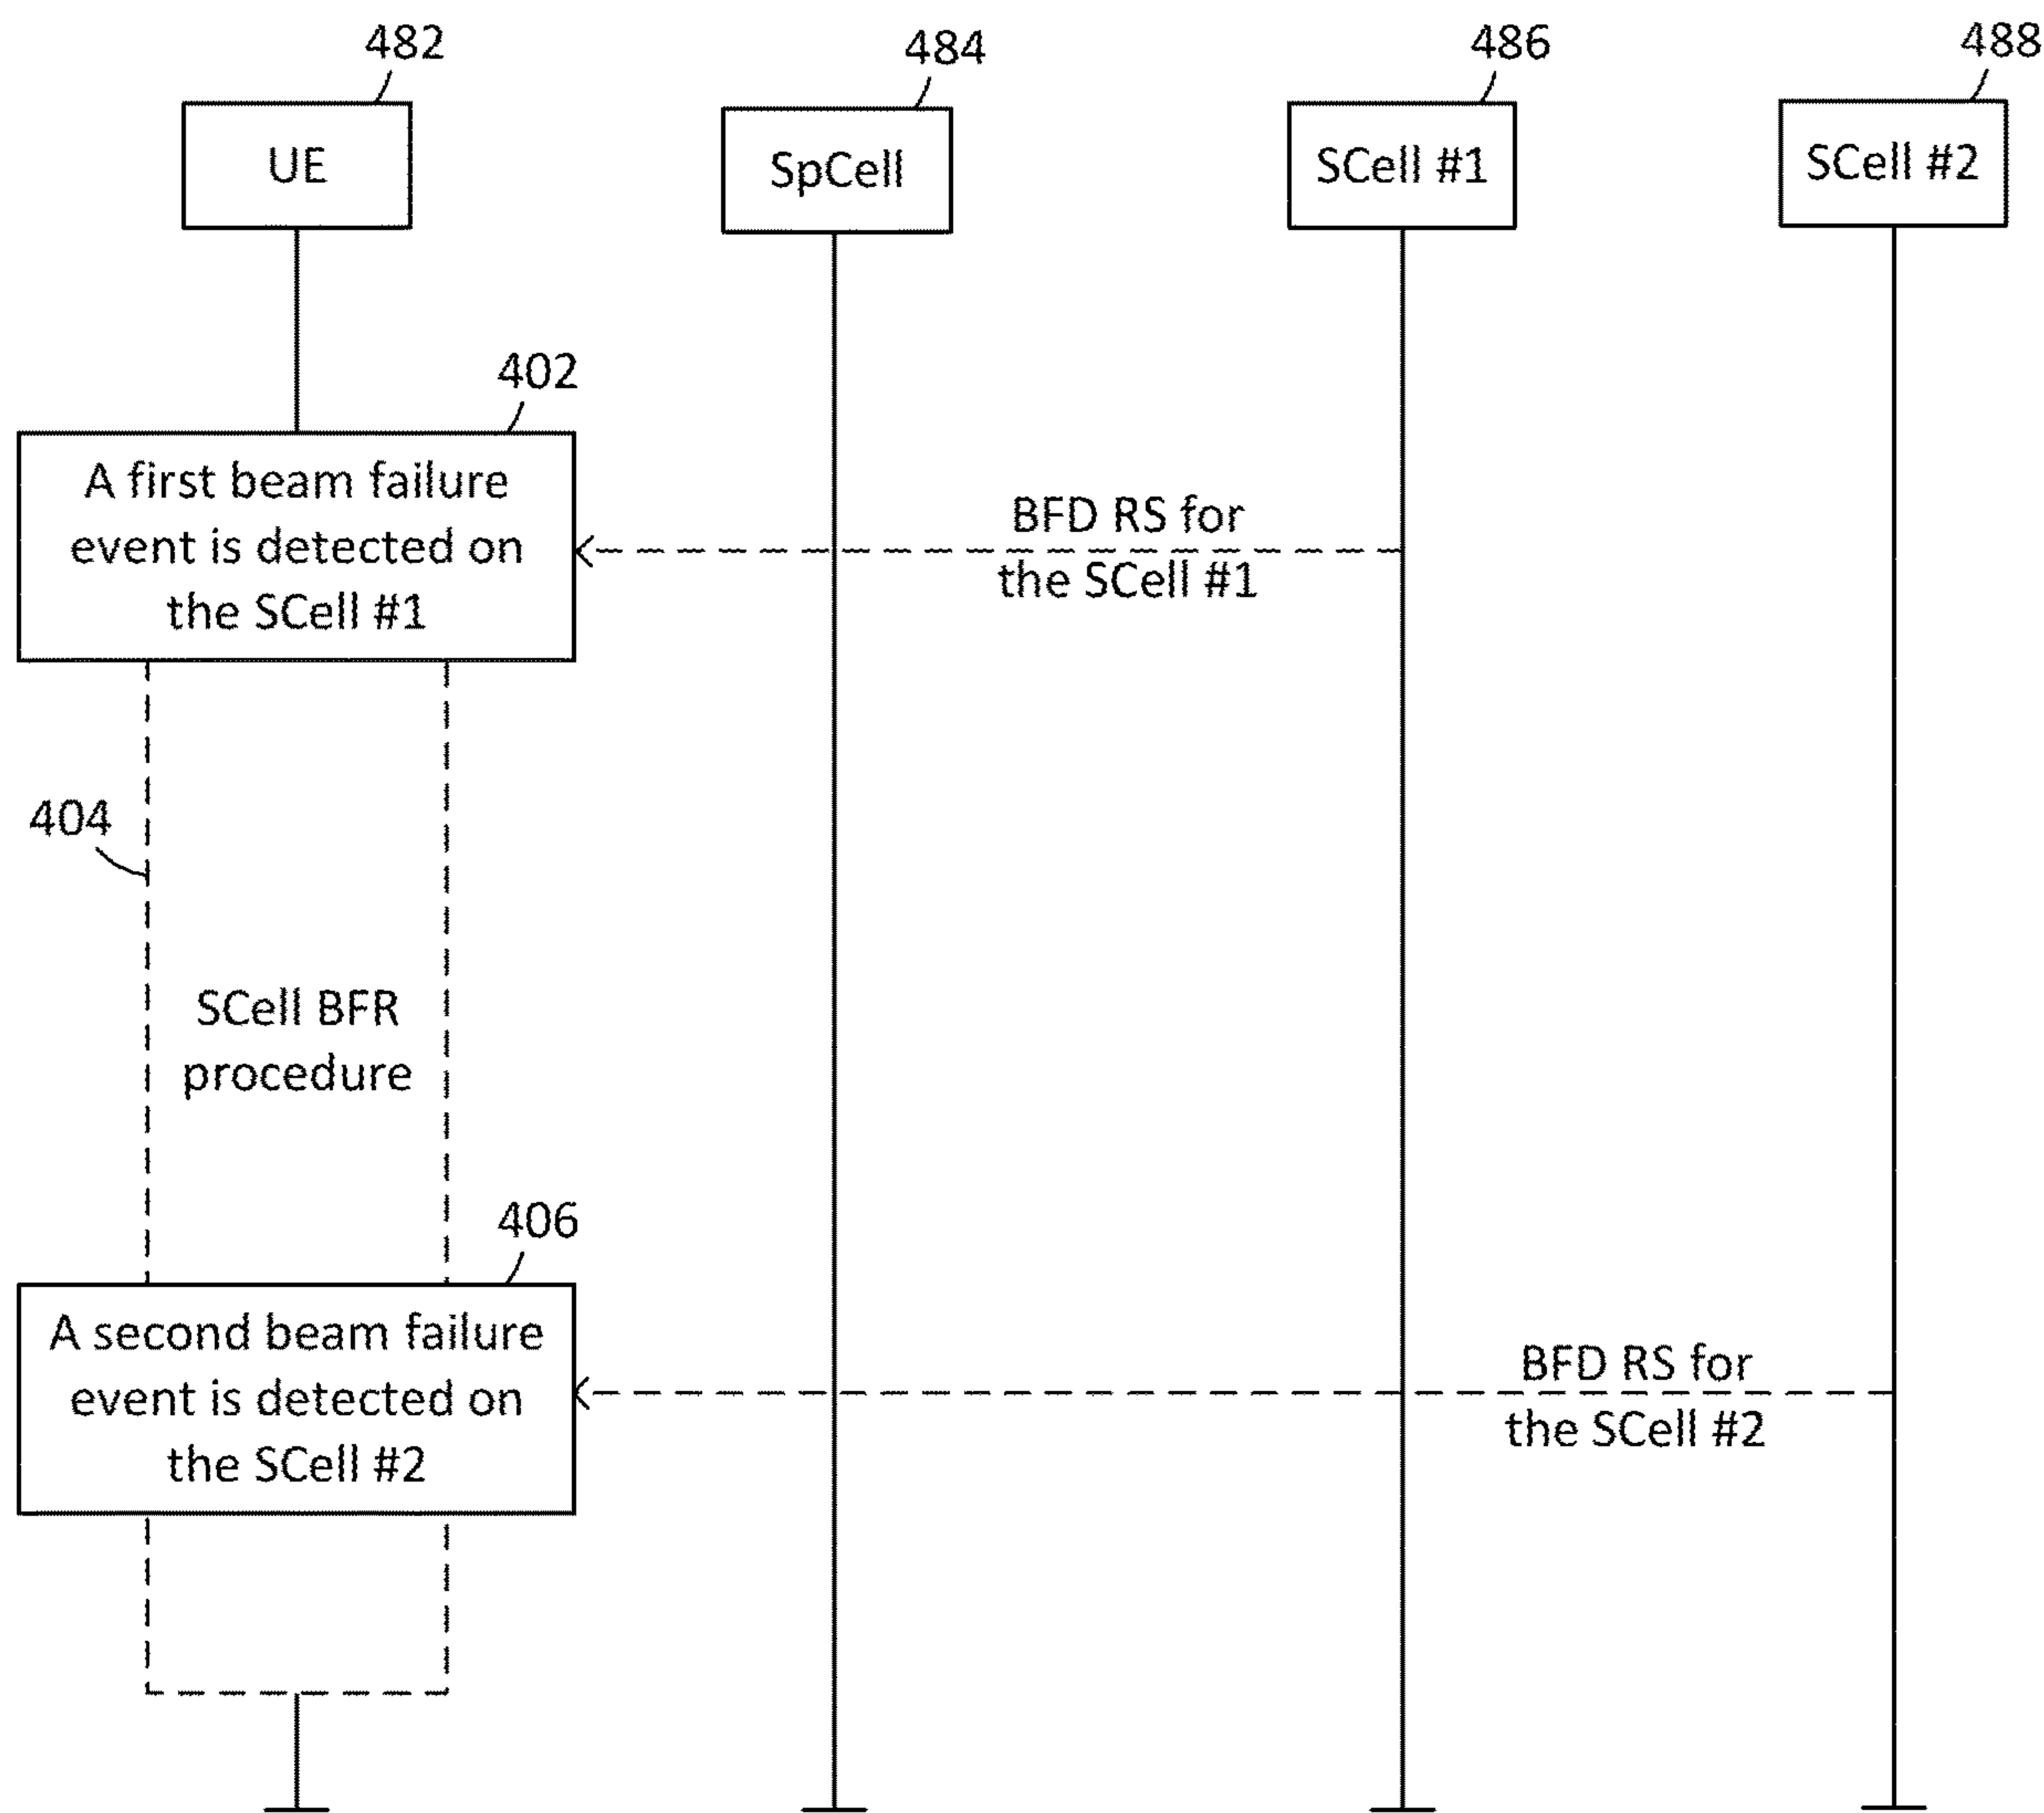 482
484
486
488
UE
SpCell
SCell #1
SCell #2
402
A first beam failure
event is detected on
the SCell #1
BFD RS for
the SCell #1
404
SCell BFR
procedure
406
A second beam failure
event is detected on
the SCell #2
BFD RS for
the SCell #2